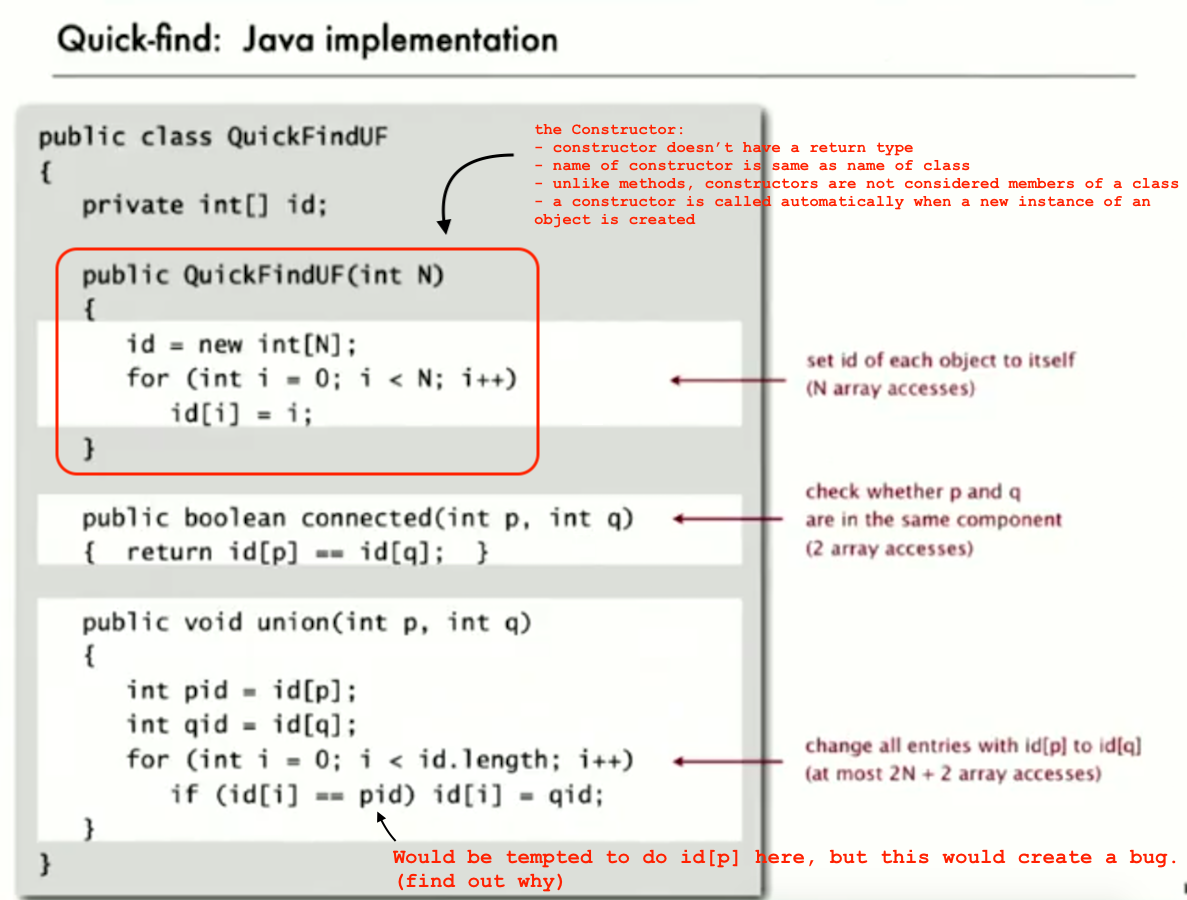 Quick-find: Java implementation
public class QuickFindUF
{
private int[] id;
the Constructor:
- constructor doesn't have a return type
- name of constructor is same as name of class
- unlike methods, constructors are not considered members of a class
- a constructor is called automatically when a new instance of an
object is created
public QuickFindUF(int N)
{
id = new int[N];
for (int i = 0; i < N; i++)
id[i] = i;
}
set id of each object to itself
(N array accesses)
public boolean connected(int p, int q)
{ return id[p] == id[q]; }
check whether p and q
are in the same component
(2 array accesses)
public void union(int p, int q)
{
int pid = id[p];
int qid = id[q];
for (int i = 0; i < id.length; i++)
if (id[i] == pid) id[i] = qid;
}
change all entries with id[p] to id[q]
(at most 2N + 2 array accesses)
Would be tempted to do id[p] here, but this would create a bug.
(find out why)
}